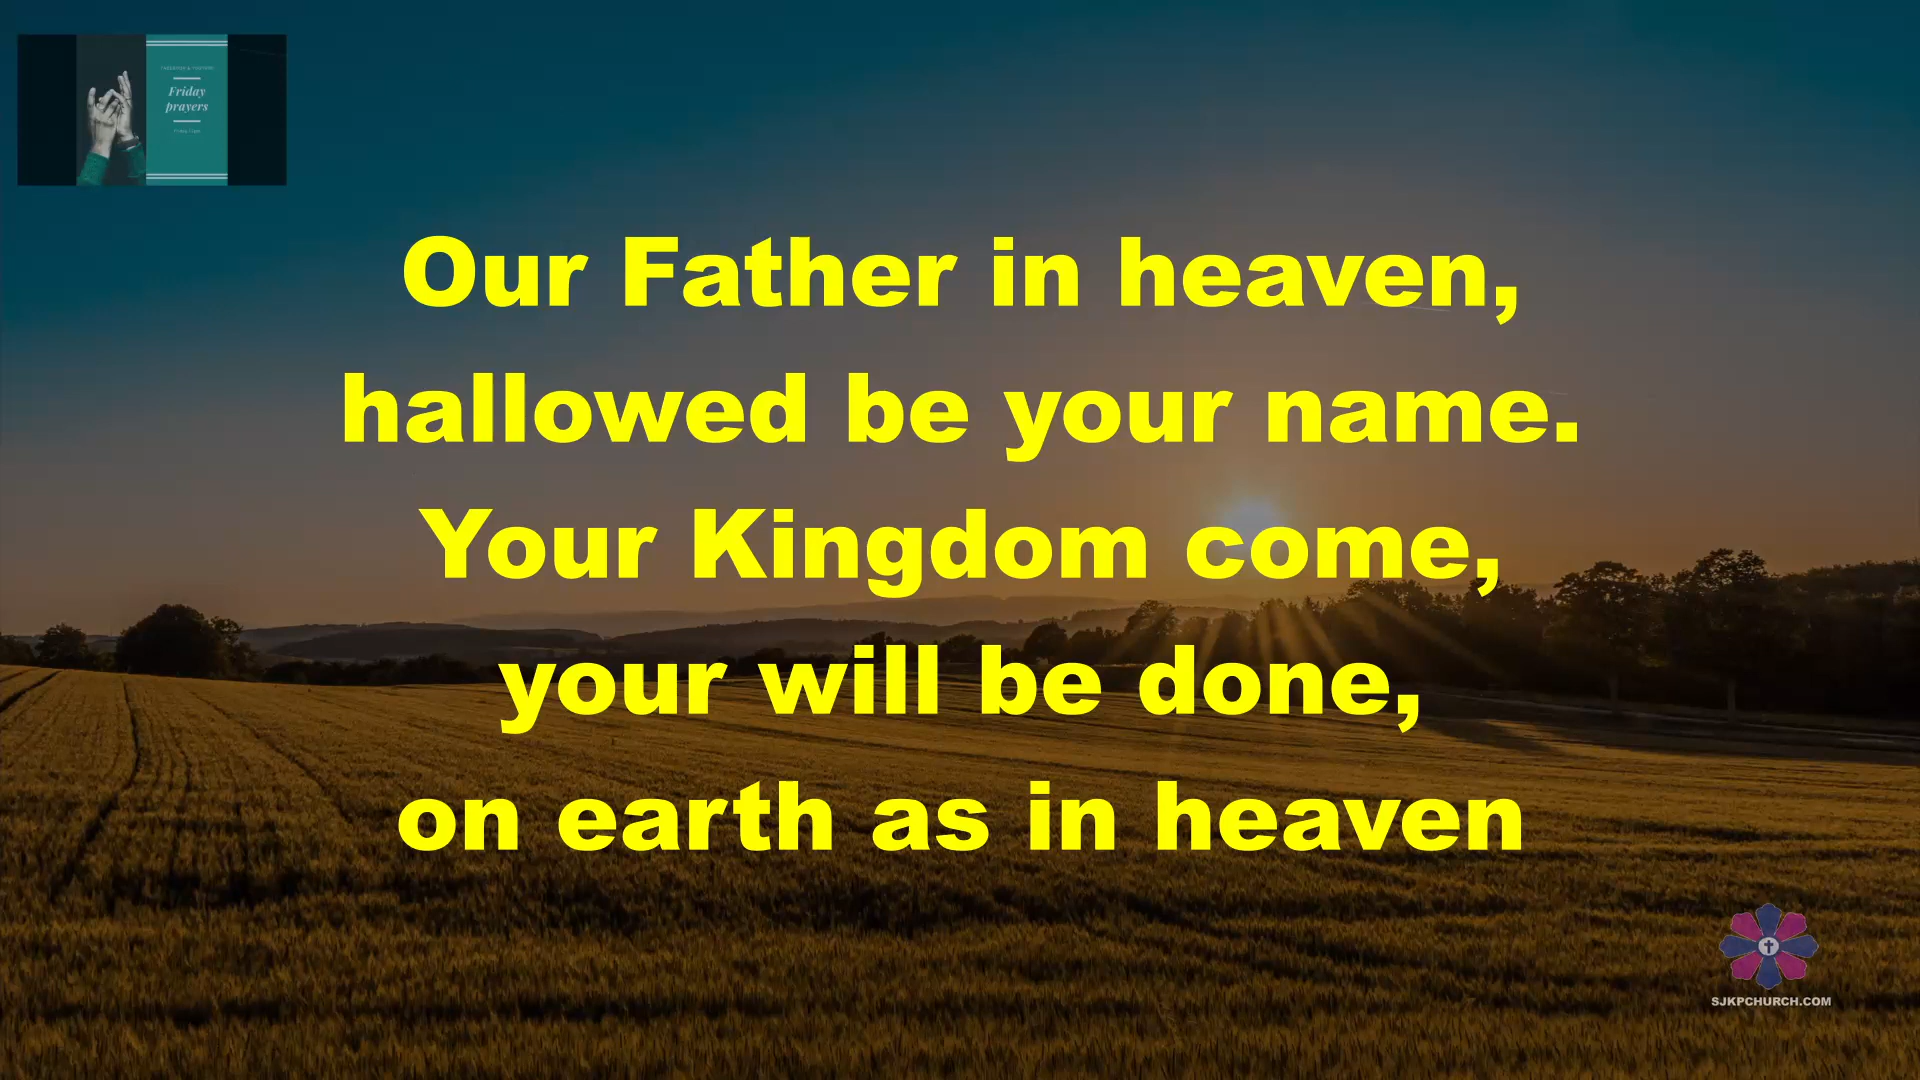 Friday
prayers
Our Father in heaven,
hallowed be your name.
Your Kingdom come,
your will be done,
on earth as in heaven
SJKPCHURCH.COM